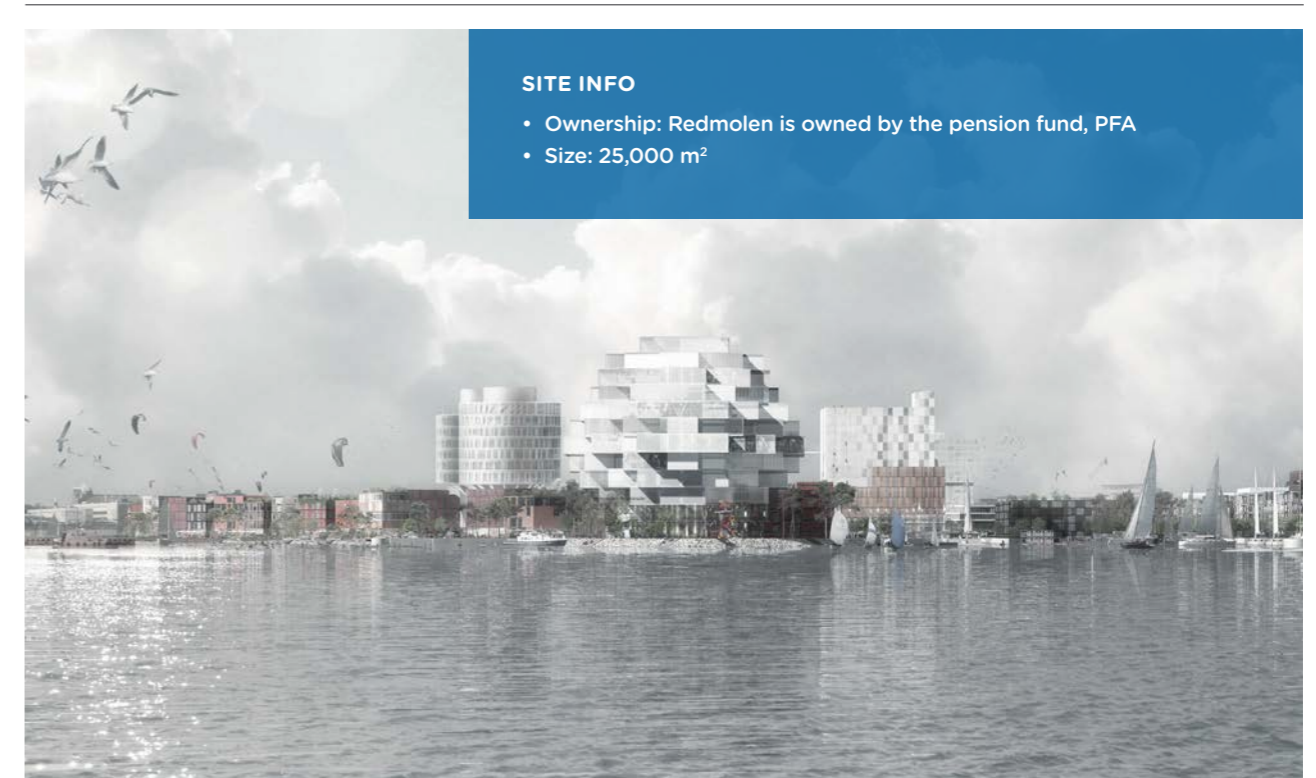 SITE INFO
• Ownership: Redmolen is owned by the pension fund, PFA
• Size: 25,000 m²